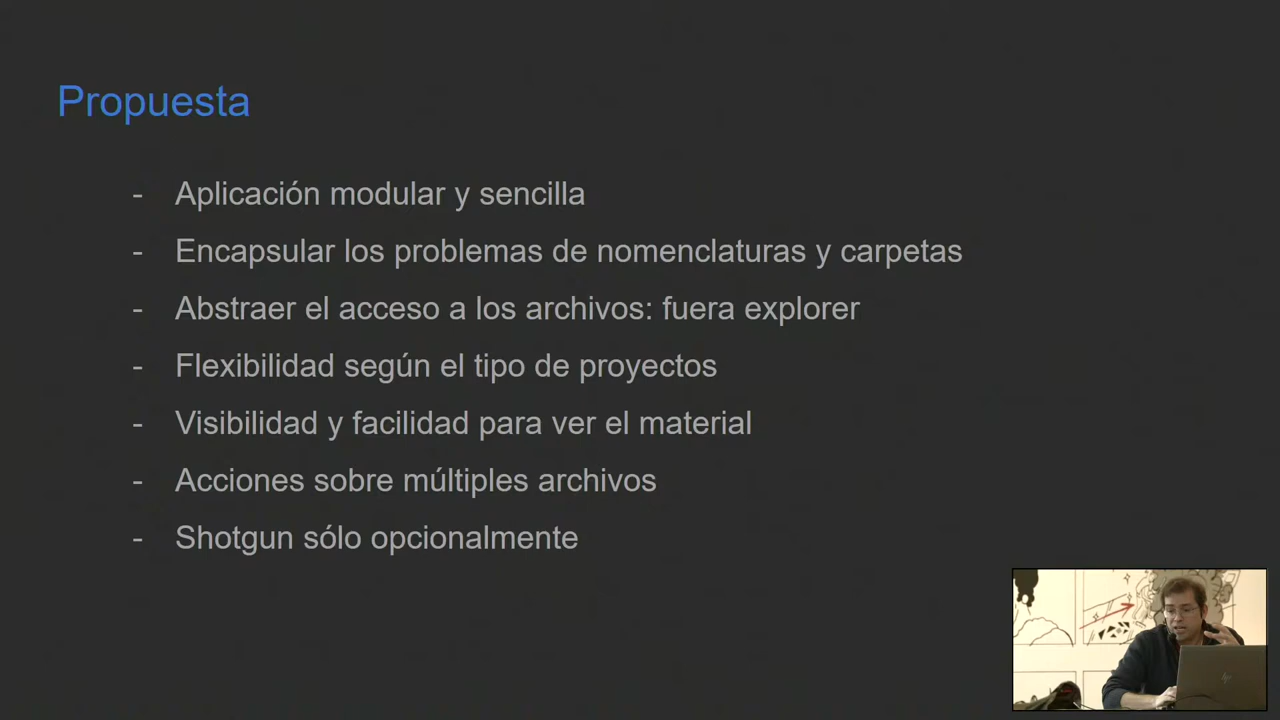 Propuesta
- Aplicación modular y sencilla
- Encapsular los problemas de nomenclaturas y carpetas
- Abstraer el acceso a los archivos: fuera explorer
- Flexibilidad según el tipo de proyectos
- Visibilidad y facilidad para ver el material
- Acciones sobre múltiples archivos
- Shotgun sólo opcionalmente